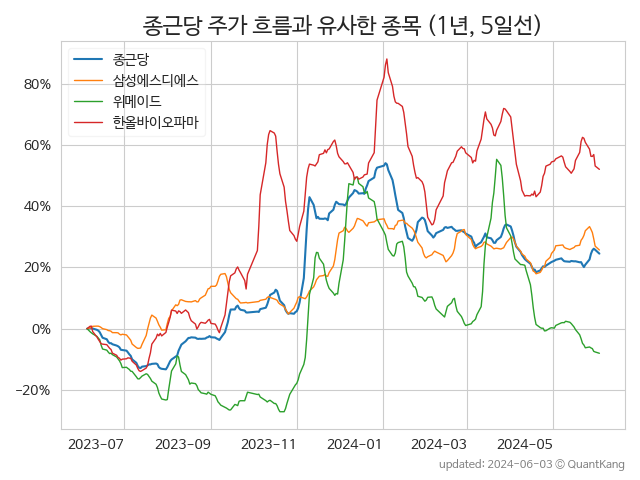 종근당 주가 흐름과 유사한 종목 (1년, 5일선)
종근당
삼성에스디에스
위메이드
한올바이오파마
80%
60%
40%
20%
0%
−20%
2023-07 2023-09 2023-11 2024-01 2024-03 2024-05
updated: 2024-06-03 © QuantKang